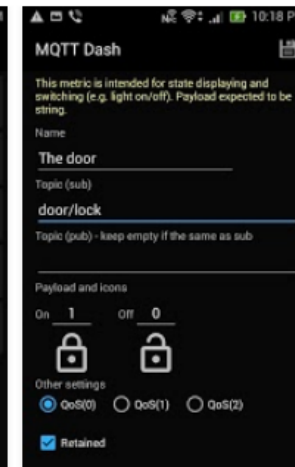 10:18 P
MQTT Dash
This metric is intended for state displaying and
switching (e.g. light on/off). Payload expected to be
string.
Name
The door
Topic (sub)
door/lock
Topic (pub) - keep empty if the same as sub
Payload and icons
On 1 Off 0
Other settings
QoS(0) QoS(1) QoS(2)
Retained